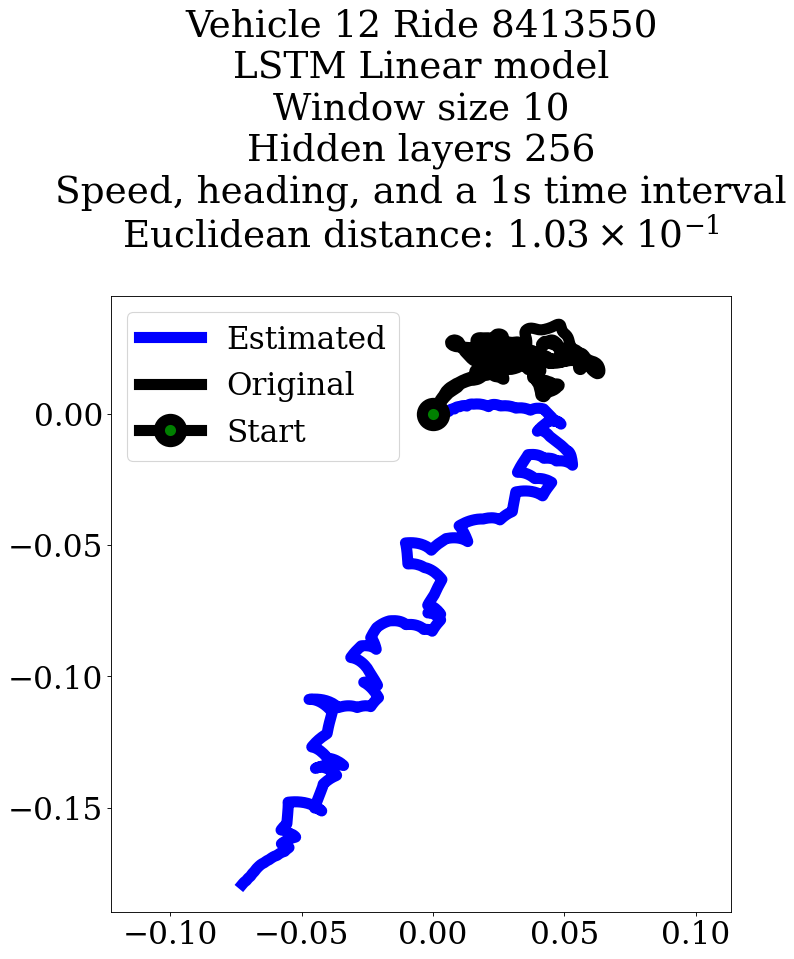 Vehicle 12 Ride 8413550
LSTM Linear model
Window size 10
Hidden layers 256
Speed, heading, and a 1s time interval
Euclidean distance: 1.03 × 10⁻¹
Estimated
Original
Start
0.00
−0.05
−0.10
−0.15
−0.10 −0.05 0.00 0.05 0.10